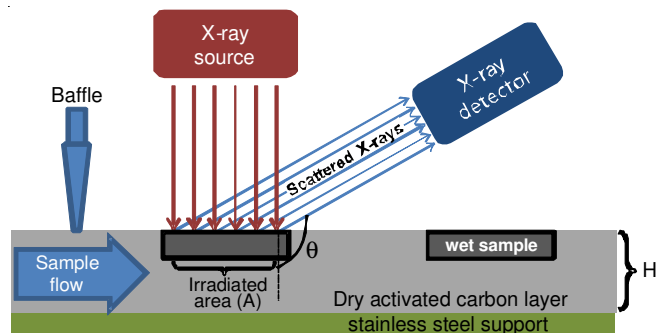 X-ray
source
X-ray
detector
Baffle
Scattered X-rays
Sample
flow
θ
wet sample
H
Irradiated
area (A)
Dry activated carbon layer
stainless steel support